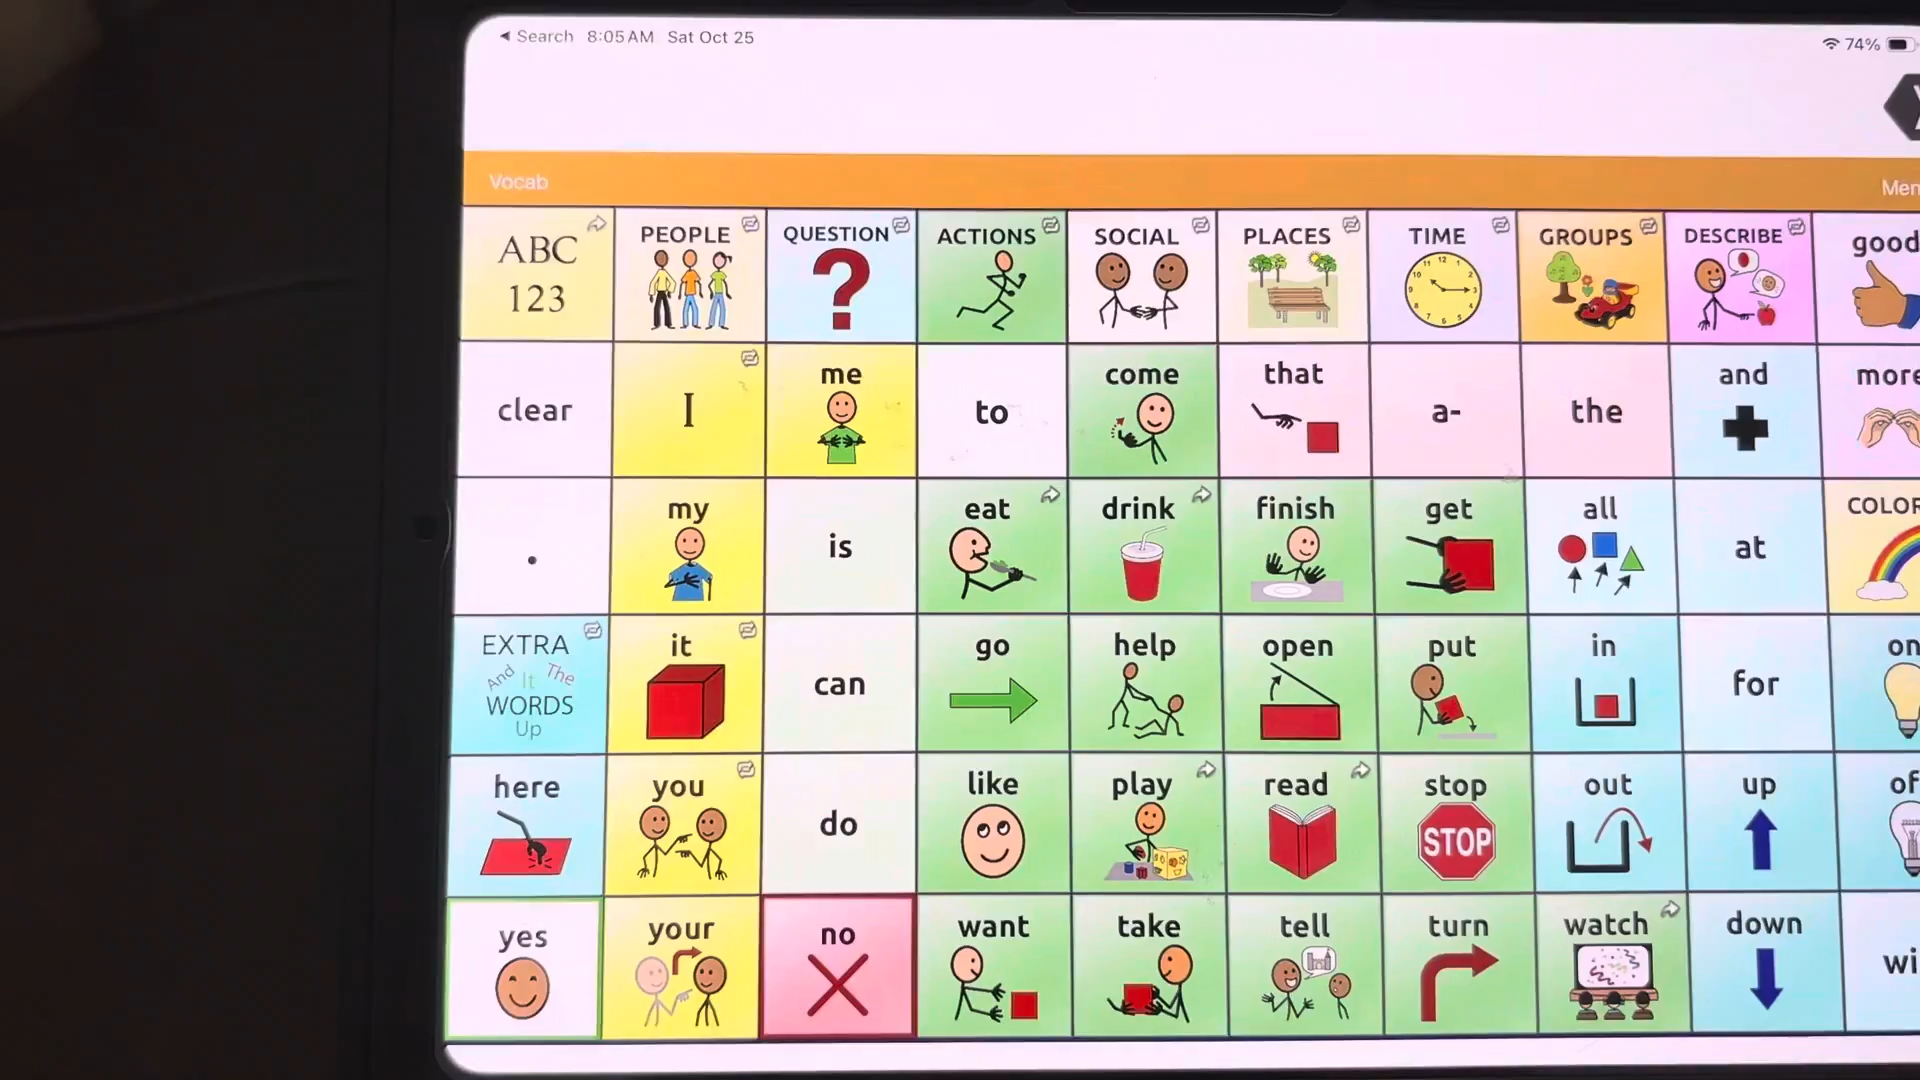 Search 8:05 AM Sat Oct 25
74%
Vocab
ABC
123
PEOPLE
QUESTION
ACTIONS
SOCIAL
PLACES
TIME
GROUPS
DESCRIBE
good
clear
I
me
to
come
that
a-
the
and
more
.
my
is
eat
drink
finish
get
all
at
EXTRA
And It The
WORDS
Up
it
can
go
help
open
put
in
for
on
here
you
do
like
play
read
stop
STOP
out
up
yes
your
no
want
take
tell
turn
watch
down